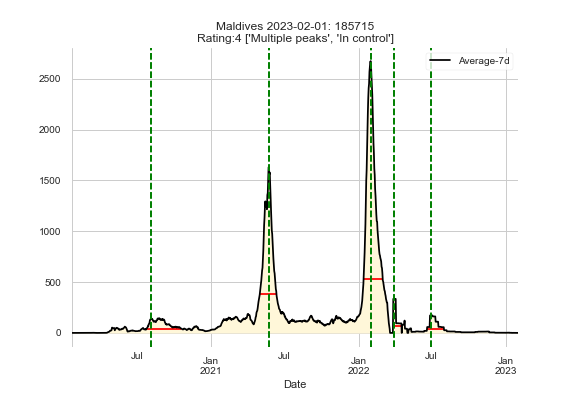 Maldives 2023-02-01: 185715
Rating:4 ['Multiple peaks', 'In control']
Average-7d
2500
2000
1500
1000
500
0
Jul
Jan
2021
Jul
Jan
2022
Jul
Jan
2023
Date